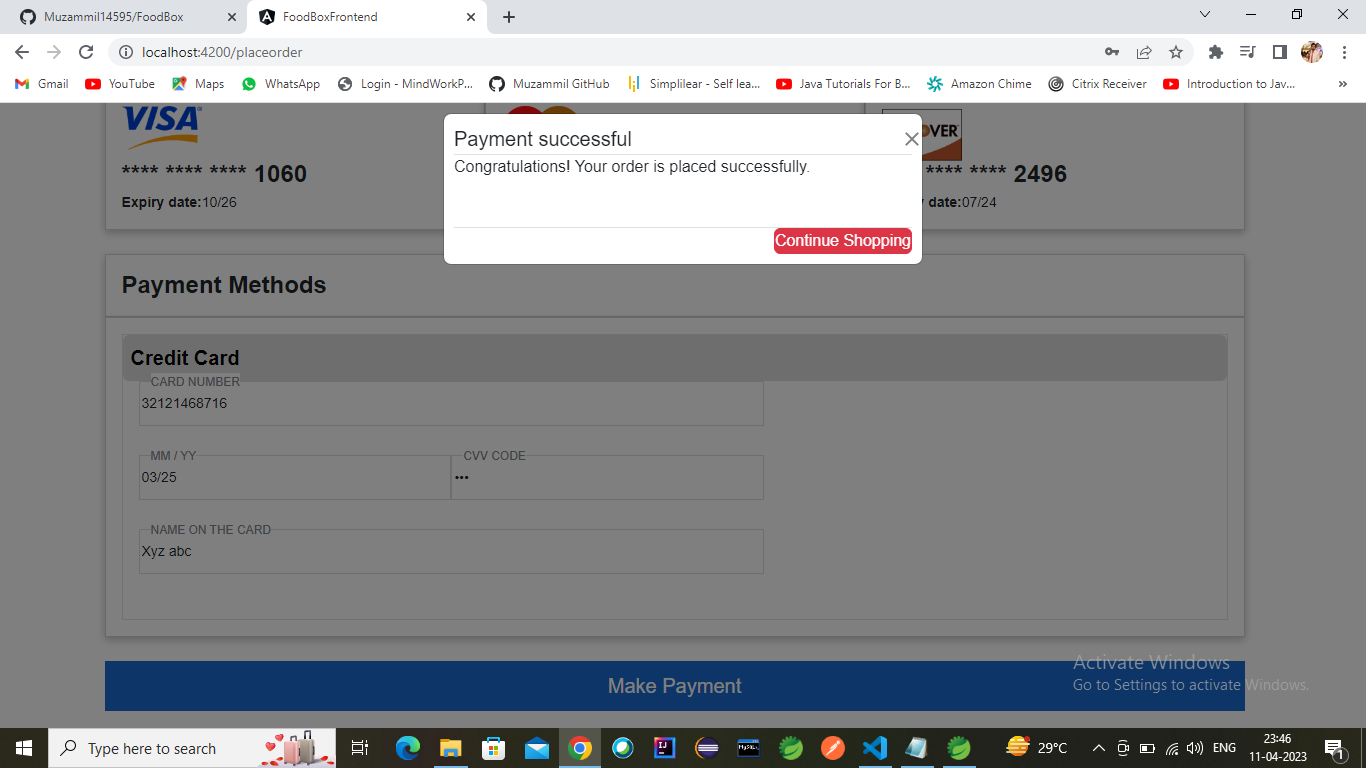 Muzammil14595/FoodBox
FoodBoxFrontend
localhost:4200/placeorder
Gmail
YouTube
Maps
WhatsApp
Login - MindWorkP...
Muzammil GitHub
Simplilear - Self lea...
Java Tutorials For B...
Amazon Chime
Citrix Receiver
Introduction to Jav...
»
VISA
**** **** **** 1060
Expiry date:10/26
OVER
**** **** 2496
date:07/24
Payment successful
Congratulations! Your order is placed successfully.
Continue Shopping
Payment Methods
Credit Card
CARD NUMBER
32121468716
MM / YY
03/25
CVV CODE
•••
NAME ON THE CARD
Xyz abc
Make Payment
Activate Windows
Go to Settings to activate Windows.
Type here to search
29°C
ENG
23:46
11-04-2023
1